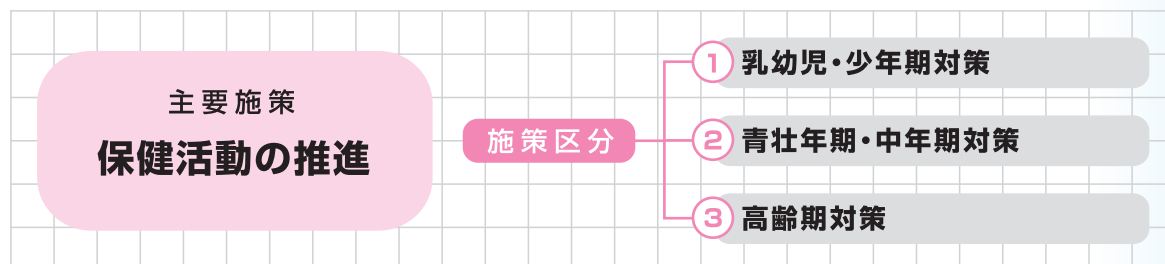 主要施策
保健活動の推進
施策区分
1 乳幼児・少年期対策
2 青壮年期・中年期対策
3 高齢期対策